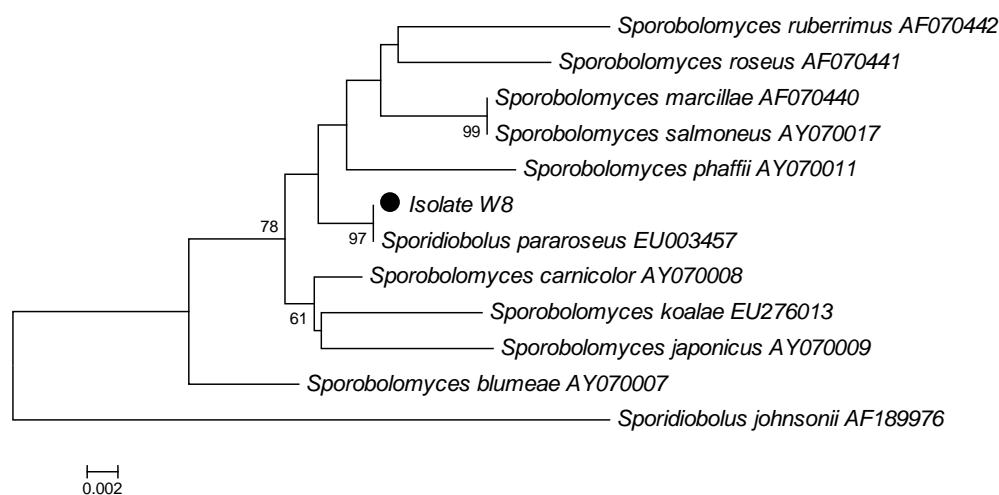 Sporobolomyces ruberrimus AF070442
Sporobolomyces roseus AF070441
Sporobolomyces marcillae AF070440
99
Sporobolomyces salmoneus AY070017
Sporobolomyces phaffii AY070011
Isolate W8
78
97
Sporidiobolus pararoseus EU003457
Sporobolomyces carnicolor AY070008
61
Sporobolomyces koalae EU276013
Sporobolomyces japonicus AY070009
Sporobolomyces blumeae AY070007
Sporidiobolus johnsonii AF189976
0.002